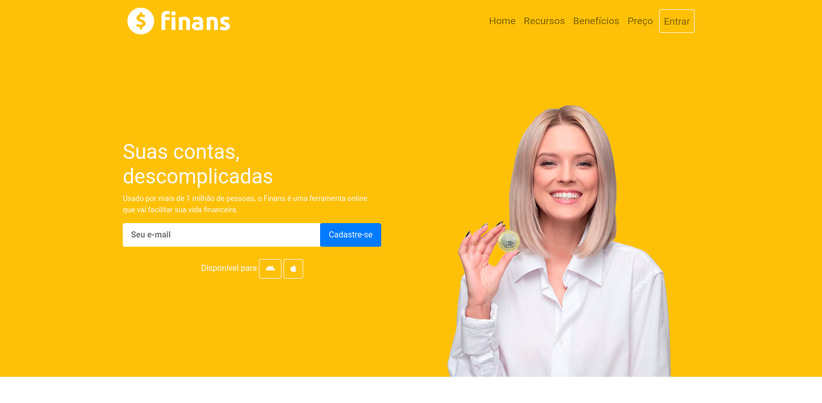 finans
Home Recursos Benefícios Preço Entrar
Suas contas,
descomplicadas
Usado por mais de 1 milhão de pessoas, o Finans é uma ferramenta online
que vai facilitar sua vida financeira.
Seu e-mail Cadastre-se
Disponível para